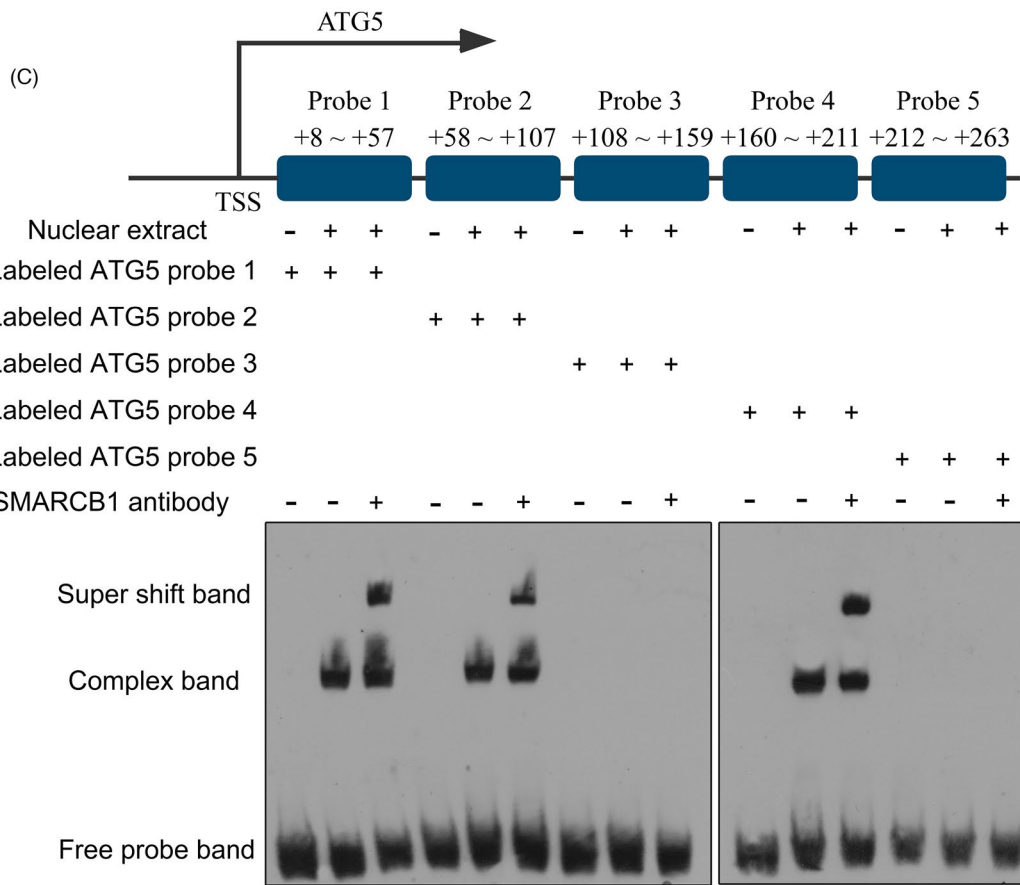 ATG5
(C)
Probe 1 Probe 2 Probe 3 Probe 4 Probe 5
+8 ~ +57 +58 ~ +107 +108 ~ +159 +160 ~ +211 +212 ~ +263
TSS
Nuclear extract - + + - + + - + + - + + - + +
Labeled ATG5 probe 1 + + +
Labeled ATG5 probe 2 + + +
Labeled ATG5 probe 3 + + +
Labeled ATG5 probe 4 + + +
Labeled ATG5 probe 5 + + +
SMARCB1 antibody - - + - - + - - + - - + - - +
Super shift band
Complex band
Free probe band